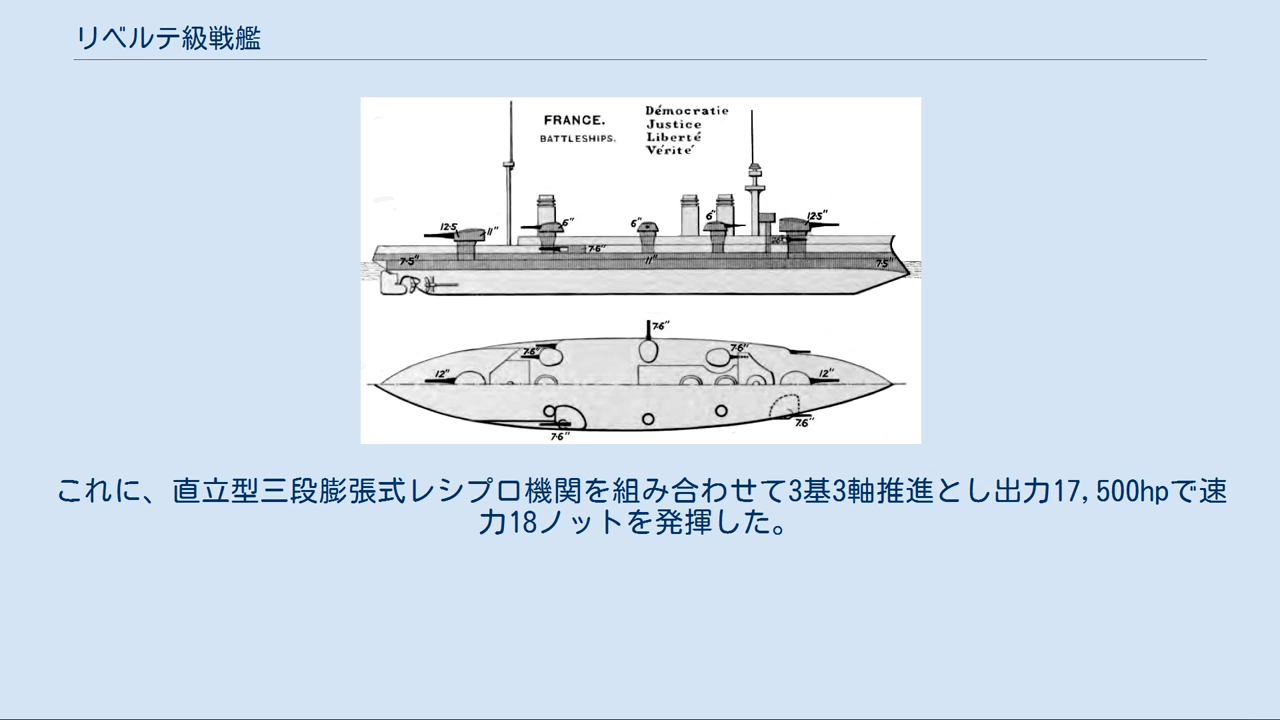 リベルテ級戦艦
FRANCE.
BATTLESHIPS.
Démocratie
Justice
Liberté
Vérité
12·5 11" 6" 6" 6" 12·5"
7·6"
7·5" 11" 7·5"
7·6"
7·6" 7·6"
12" 12"
7·6" 7.6"
これに、直立型三段膨張式レシプロ機関を組み合わせて3基3軸推進とし出力17,500hpで速
力18ノットを発揮した。